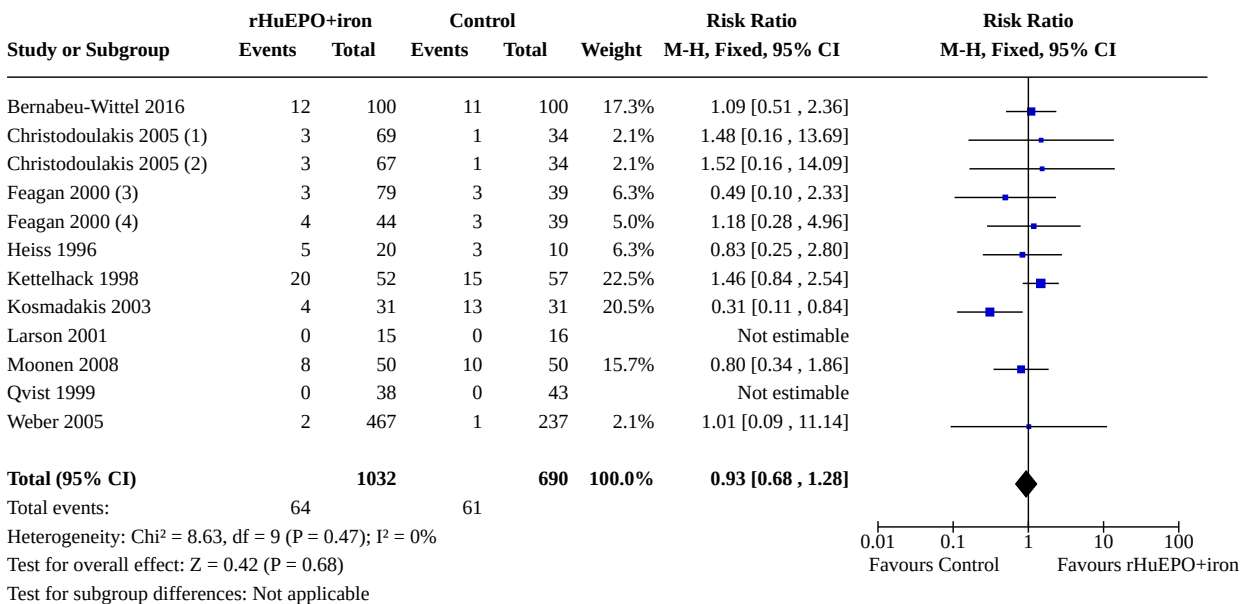 rHuEPO+iron Control Risk Ratio Risk Ratio
Study or Subgroup Events Total Events Total Weight M-H, Fixed, 95% CI M-H, Fixed, 95% CI
Bernabeu-Wittel 2016 12 100 11 100 17.3% 1.09 [0.51 , 2.36]
Christodoulakis 2005 (1) 3 69 1 34 2.1% 1.48 [0.16 , 13.69]
Christodoulakis 2005 (2) 3 67 1 34 2.1% 1.52 [0.16 , 14.09]
Feagan 2000 (3) 3 79 3 39 6.3% 0.49 [0.10 , 2.33]
Feagan 2000 (4) 4 44 3 39 5.0% 1.18 [0.28 , 4.96]
Heiss 1996 5 20 3 10 6.3% 0.83 [0.25 , 2.80]
Kettelhack 1998 20 52 15 57 22.5% 1.46 [0.84 , 2.54]
Kosmadakis 2003 4 31 13 31 20.5% 0.31 [0.11 , 0.84]
Larson 2001 0 15 0 16 Not estimable
Moonen 2008 8 50 10 50 15.7% 0.80 [0.34 , 1.86]
Qvist 1999 0 38 0 43 Not estimable
Weber 2005 2 467 1 237 2.1% 1.01 [0.09 , 11.14]
Total (95% CI) 1032 690 100.0% 0.93 [0.68 , 1.28]
Total events: 64 61
Heterogeneity: Chi² = 8.63, df = 9 (P = 0.47); I² = 0%
0.01 0.1 1 10 100
Test for overall effect: Z = 0.42 (P = 0.68)
Favours Control Favours rHuEPO+iron
Test for subgroup differences: Not applicable